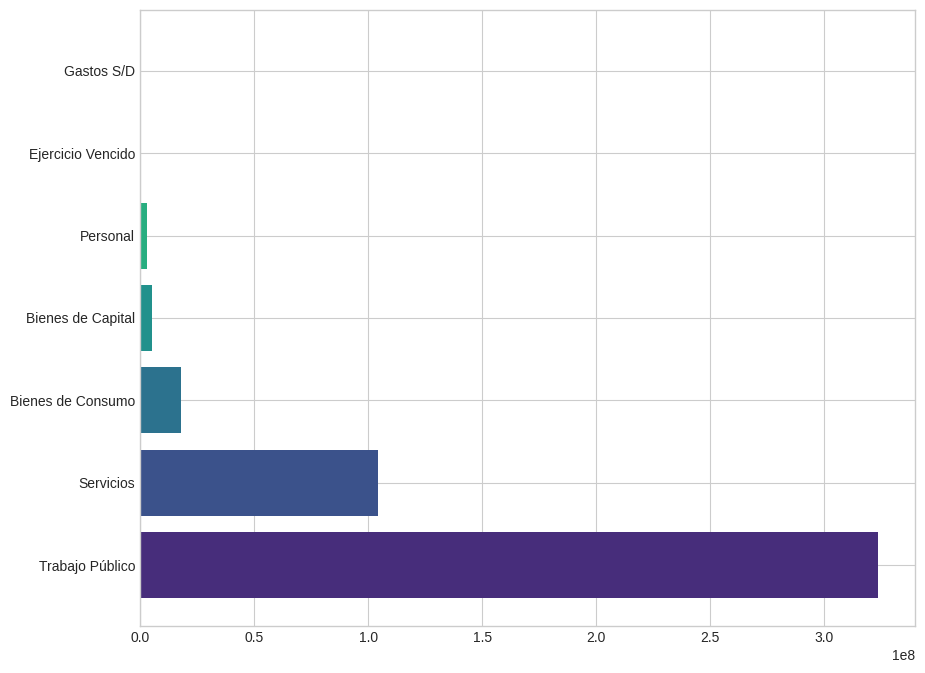 Gastos S/D
Ejercicio Vencido
Personal
Bienes de Capital
Bienes de Consumo
Servicios
Trabajo Público
0.0 0.5 1.0 1.5 2.0 2.5 3.0
1e8